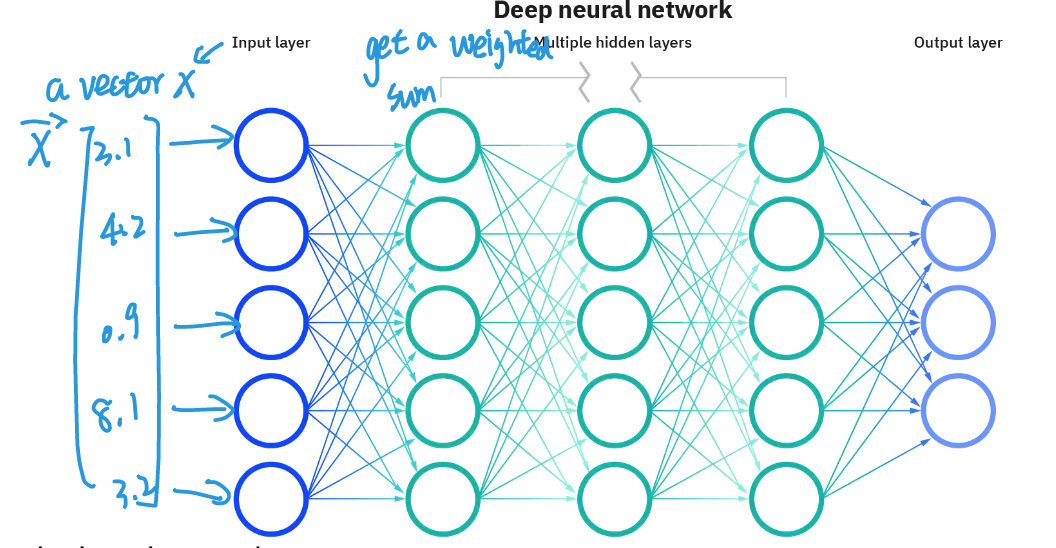 Deep neural network
Input layer
get a weighted
Multiple hidden layers
Output layer
a vector X
sum
X
3.1
4.2
0.9
8.1
3.2